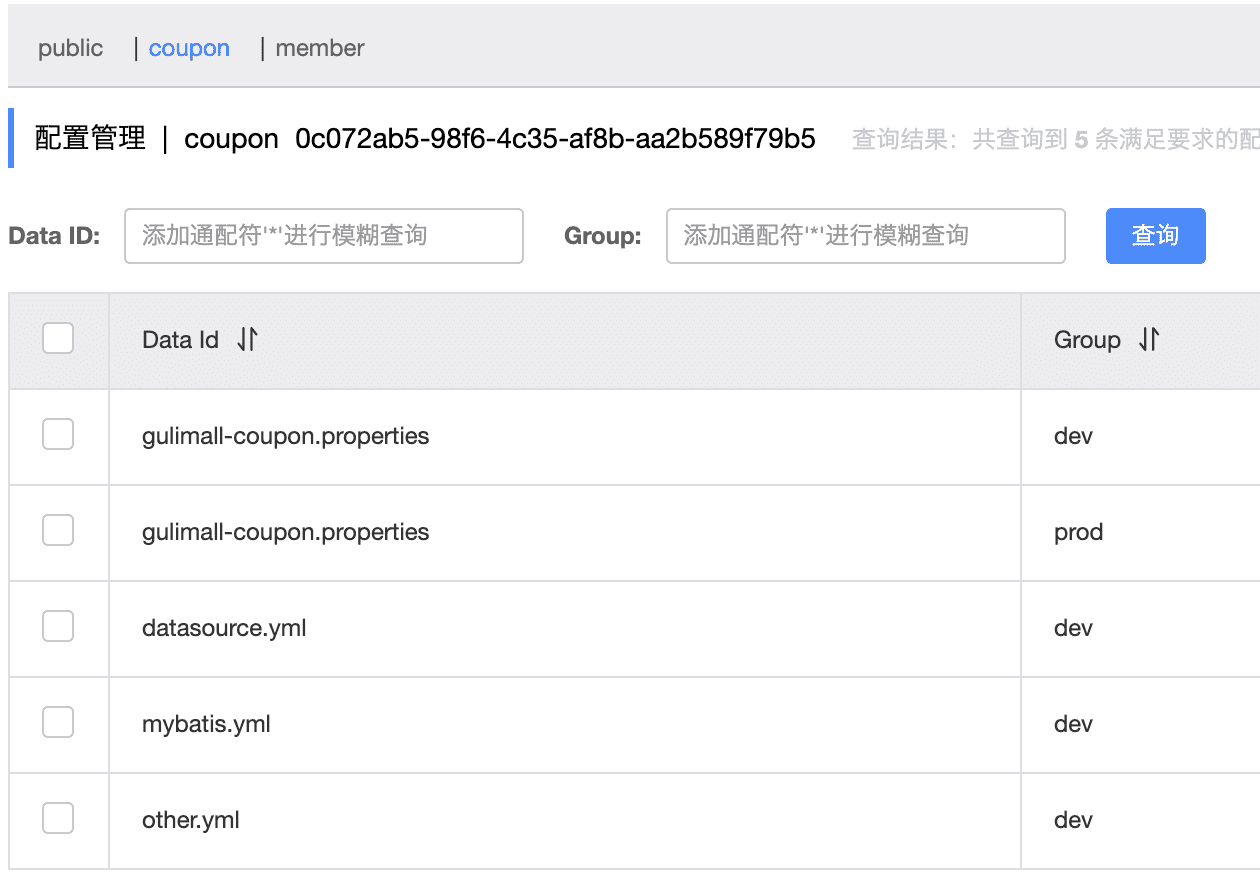 public | coupon | member
配置管理 | coupon 0c072ab5-98f6-4c35-af8b-aa2b589f79b5 查询结果：共查询到 5 条满足要求的配
Data ID: 添加通配符'*'进行模糊查询 Group: 添加通配符'*'进行模糊查询 查询
Data Id Group
gulimall-coupon.properties dev
gulimall-coupon.properties prod
datasource.yml dev
mybatis.yml dev
other.yml dev